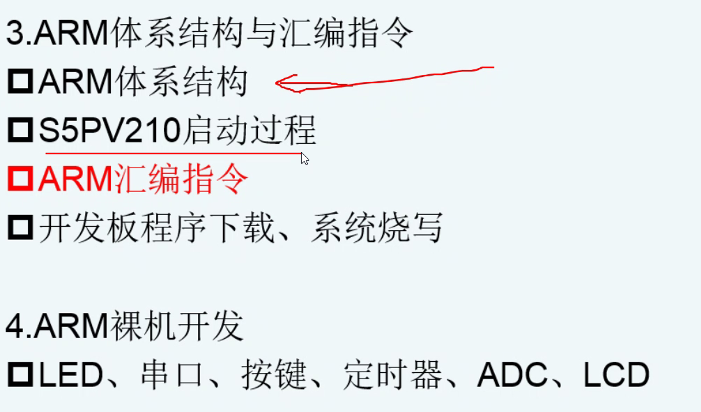 3.ARM体系结构与汇编指令
ARM体系结构
S5PV210启动过程
ARM汇编指令
开发板程序下载、系统烧写
4.ARM裸机开发
LED、串口、按键、定时器、ADC、LCD